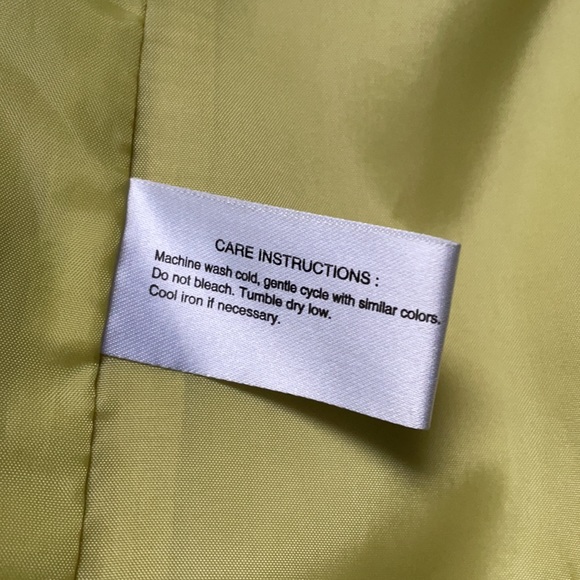 CARE INSTRUCTIONS :
Machine wash cold, gentle cycle with similar colors.
Do not bleach. Tumble dry low.
Cool iron if necessary.